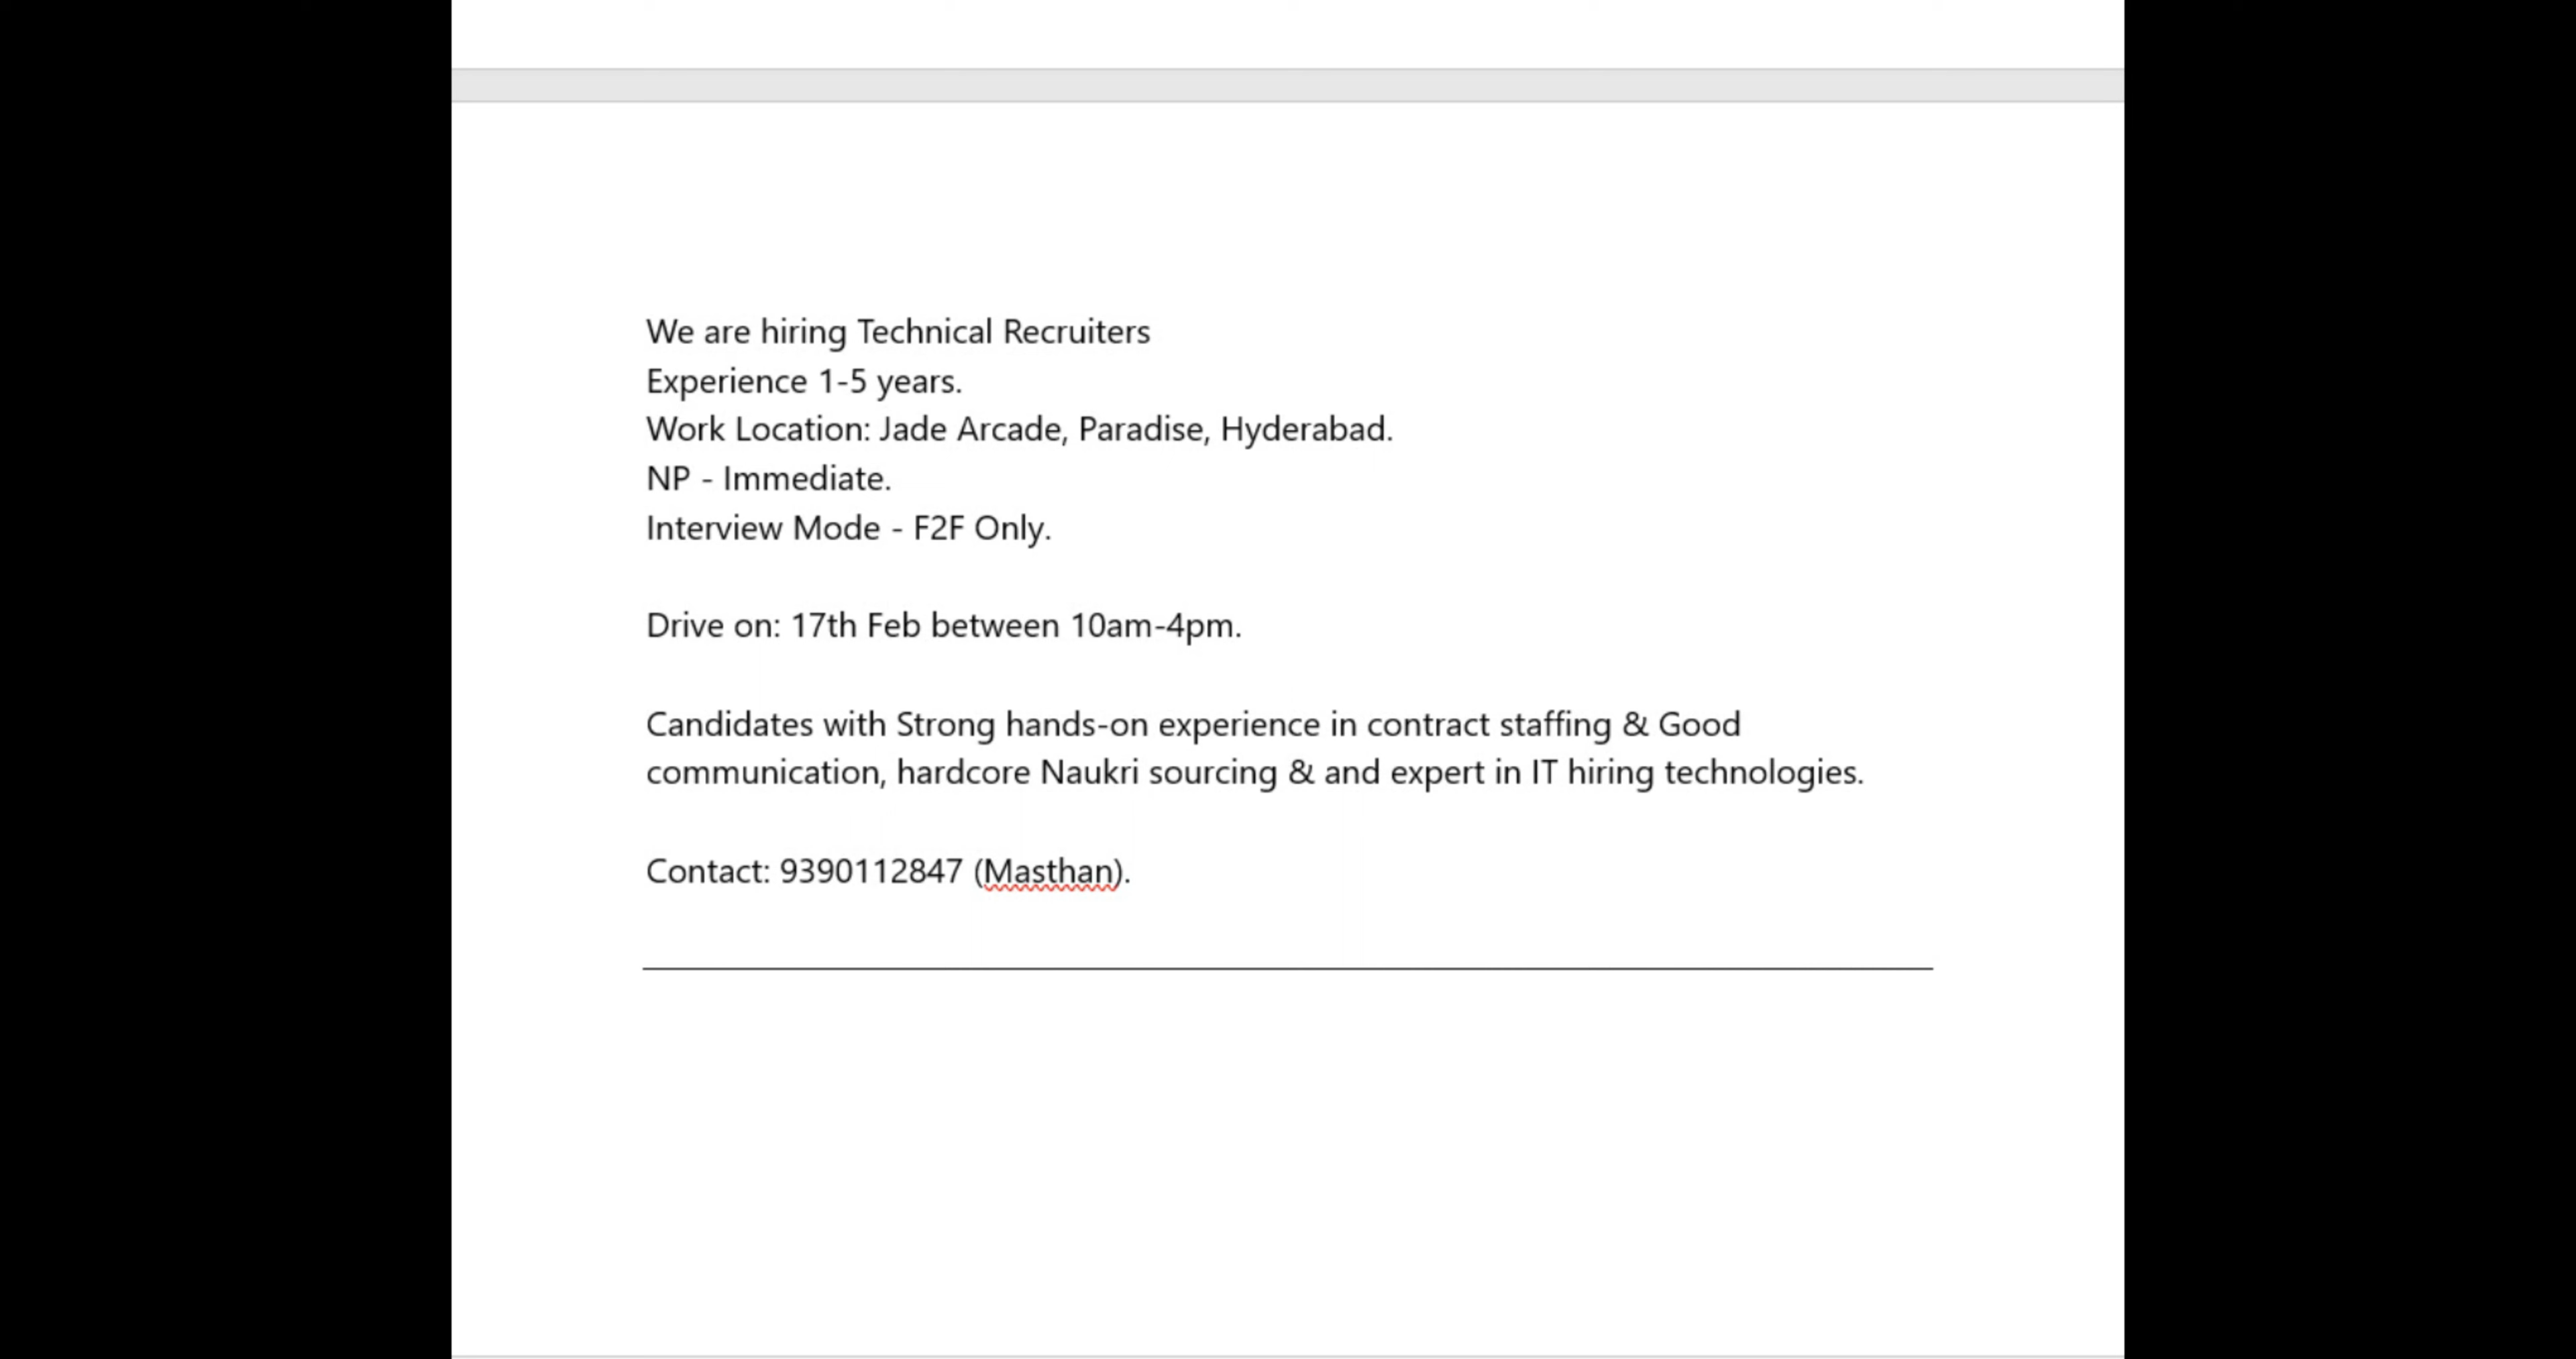 We are hiring Technical Recruiters
Experience 1-5 years.
Work Location: Jade Arcade, Paradise, Hyderabad.
NP - Immediate.
Interview Mode - F2F Only.
Drive on: 17th Feb between 10am-4pm.
Candidates with Strong hands-on experience in contract staffing & Good
communication, hardcore Naukri sourcing & and expert in IT hiring technologies.
Contact: 9390112847 (Masthan).